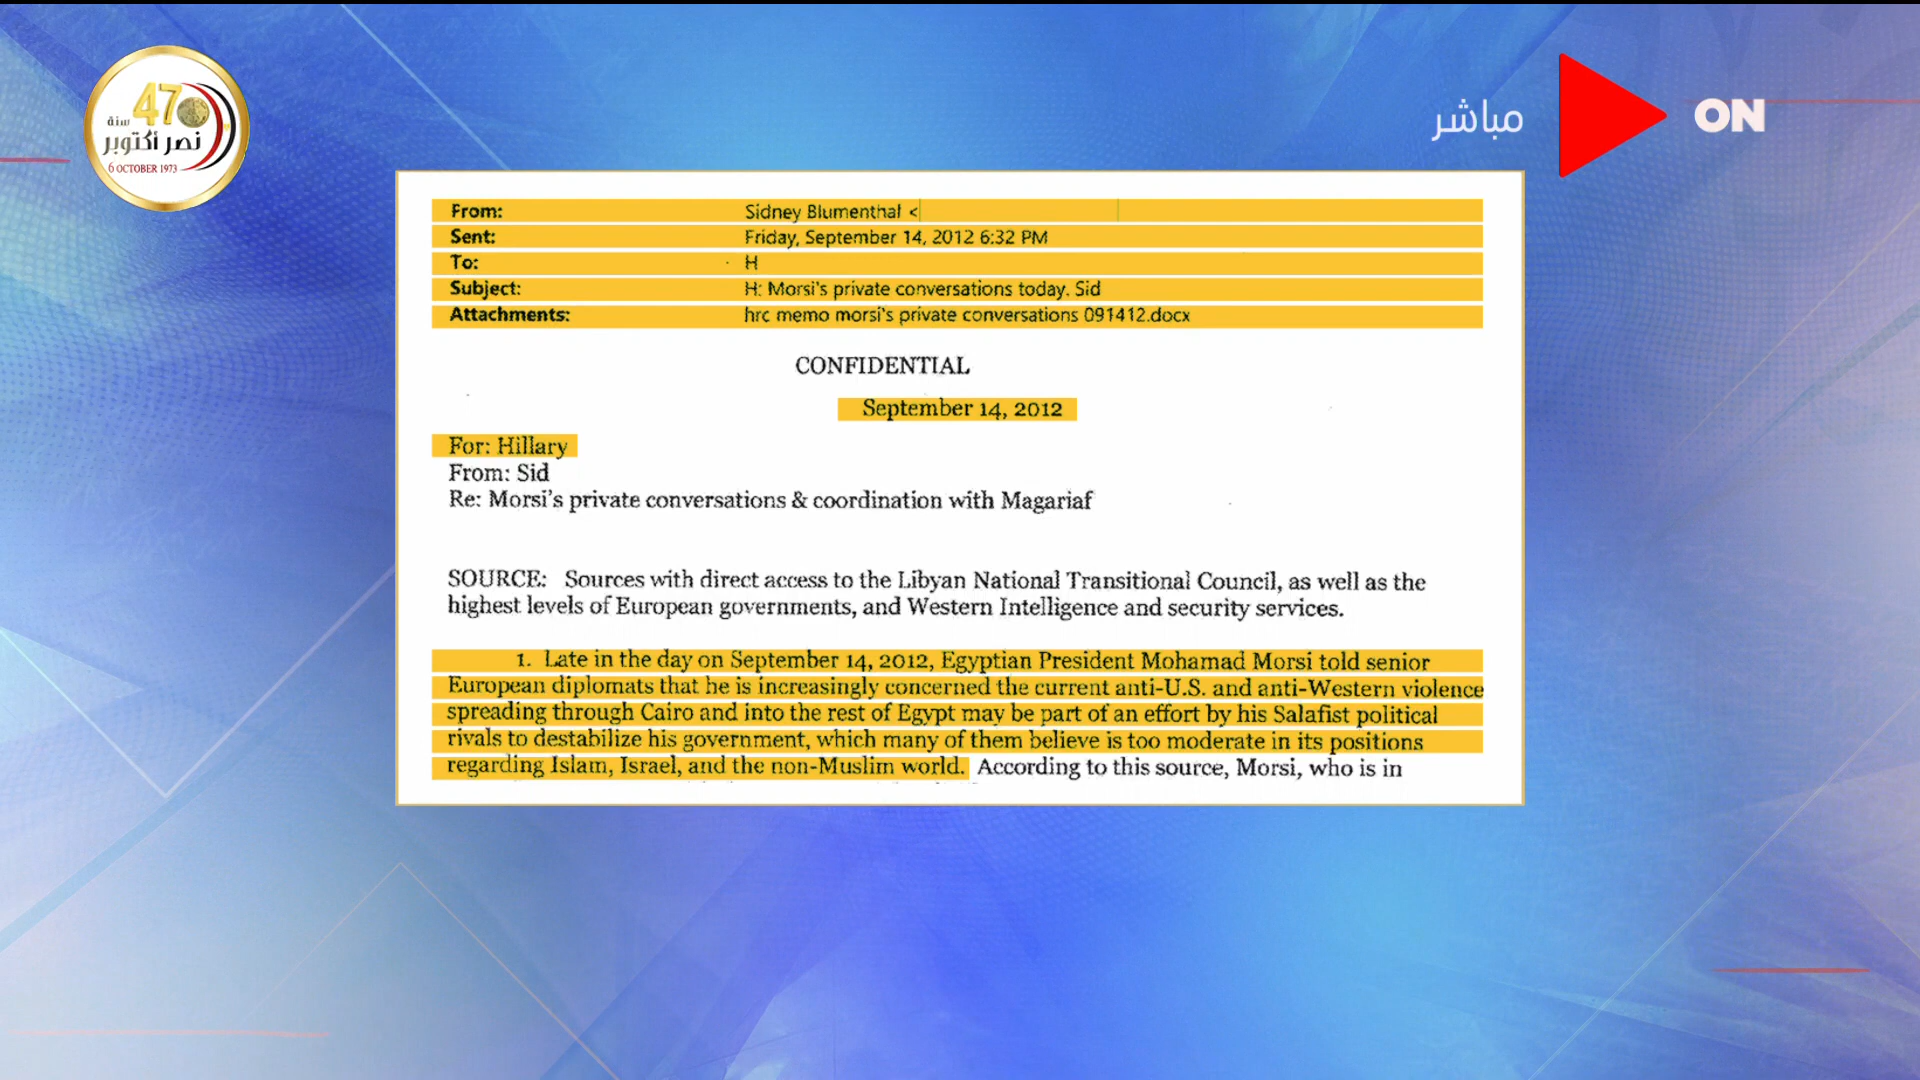 47
سنة
نصر أكتوبر
6 OCTOBER 1973
مباشر
ON
From: Sidney Blumenthal <
Sent: Friday, September 14, 2012 6:32 PM
To: H
Subject: H: Morsi's private conversations today. Sid
Attachments: hrc memo morsi's private conversations 091412.docx
CONFIDENTIAL
September 14, 2012
For: Hillary
From: Sid
Re: Morsi's private conversations & coordination with Magariaf
SOURCE: Sources with direct access to the Libyan National Transitional Council, as well as the
highest levels of European governments, and Western Intelligence and security services.
1. Late in the day on September 14, 2012, Egyptian President Mohamad Morsi told senior
European diplomats that he is increasingly concerned the current anti-U.S. and anti-Western violence
spreading through Cairo and into the rest of Egypt may be part of an effort by his Salafist political
rivals to destabilize his government, which many of them believe is too moderate in its positions
regarding Islam, Israel, and the non-Muslim world. According to this source, Morsi, who is in